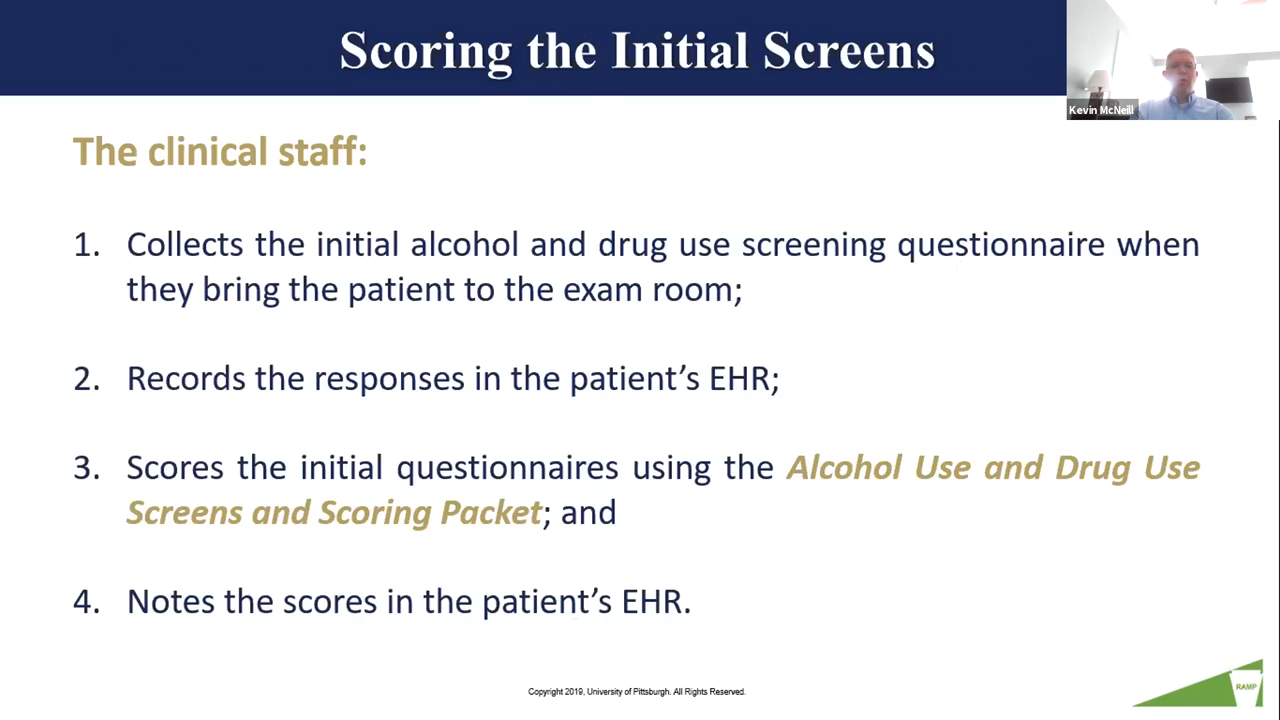 Scoring the Initial Screens
Kevin McNeill
The clinical staff:
1. Collects the initial alcohol and drug use screening questionnaire when
they bring the patient to the exam room;
2. Records the responses in the patient’s EHR;
3. Scores the initial questionnaires using the Alcohol Use and Drug Use
Screens and Scoring Packet; and
4. Notes the scores in the patient’s EHR.
Copyright 2019, University of Pittsburgh. All Rights Reserved.
RAMP